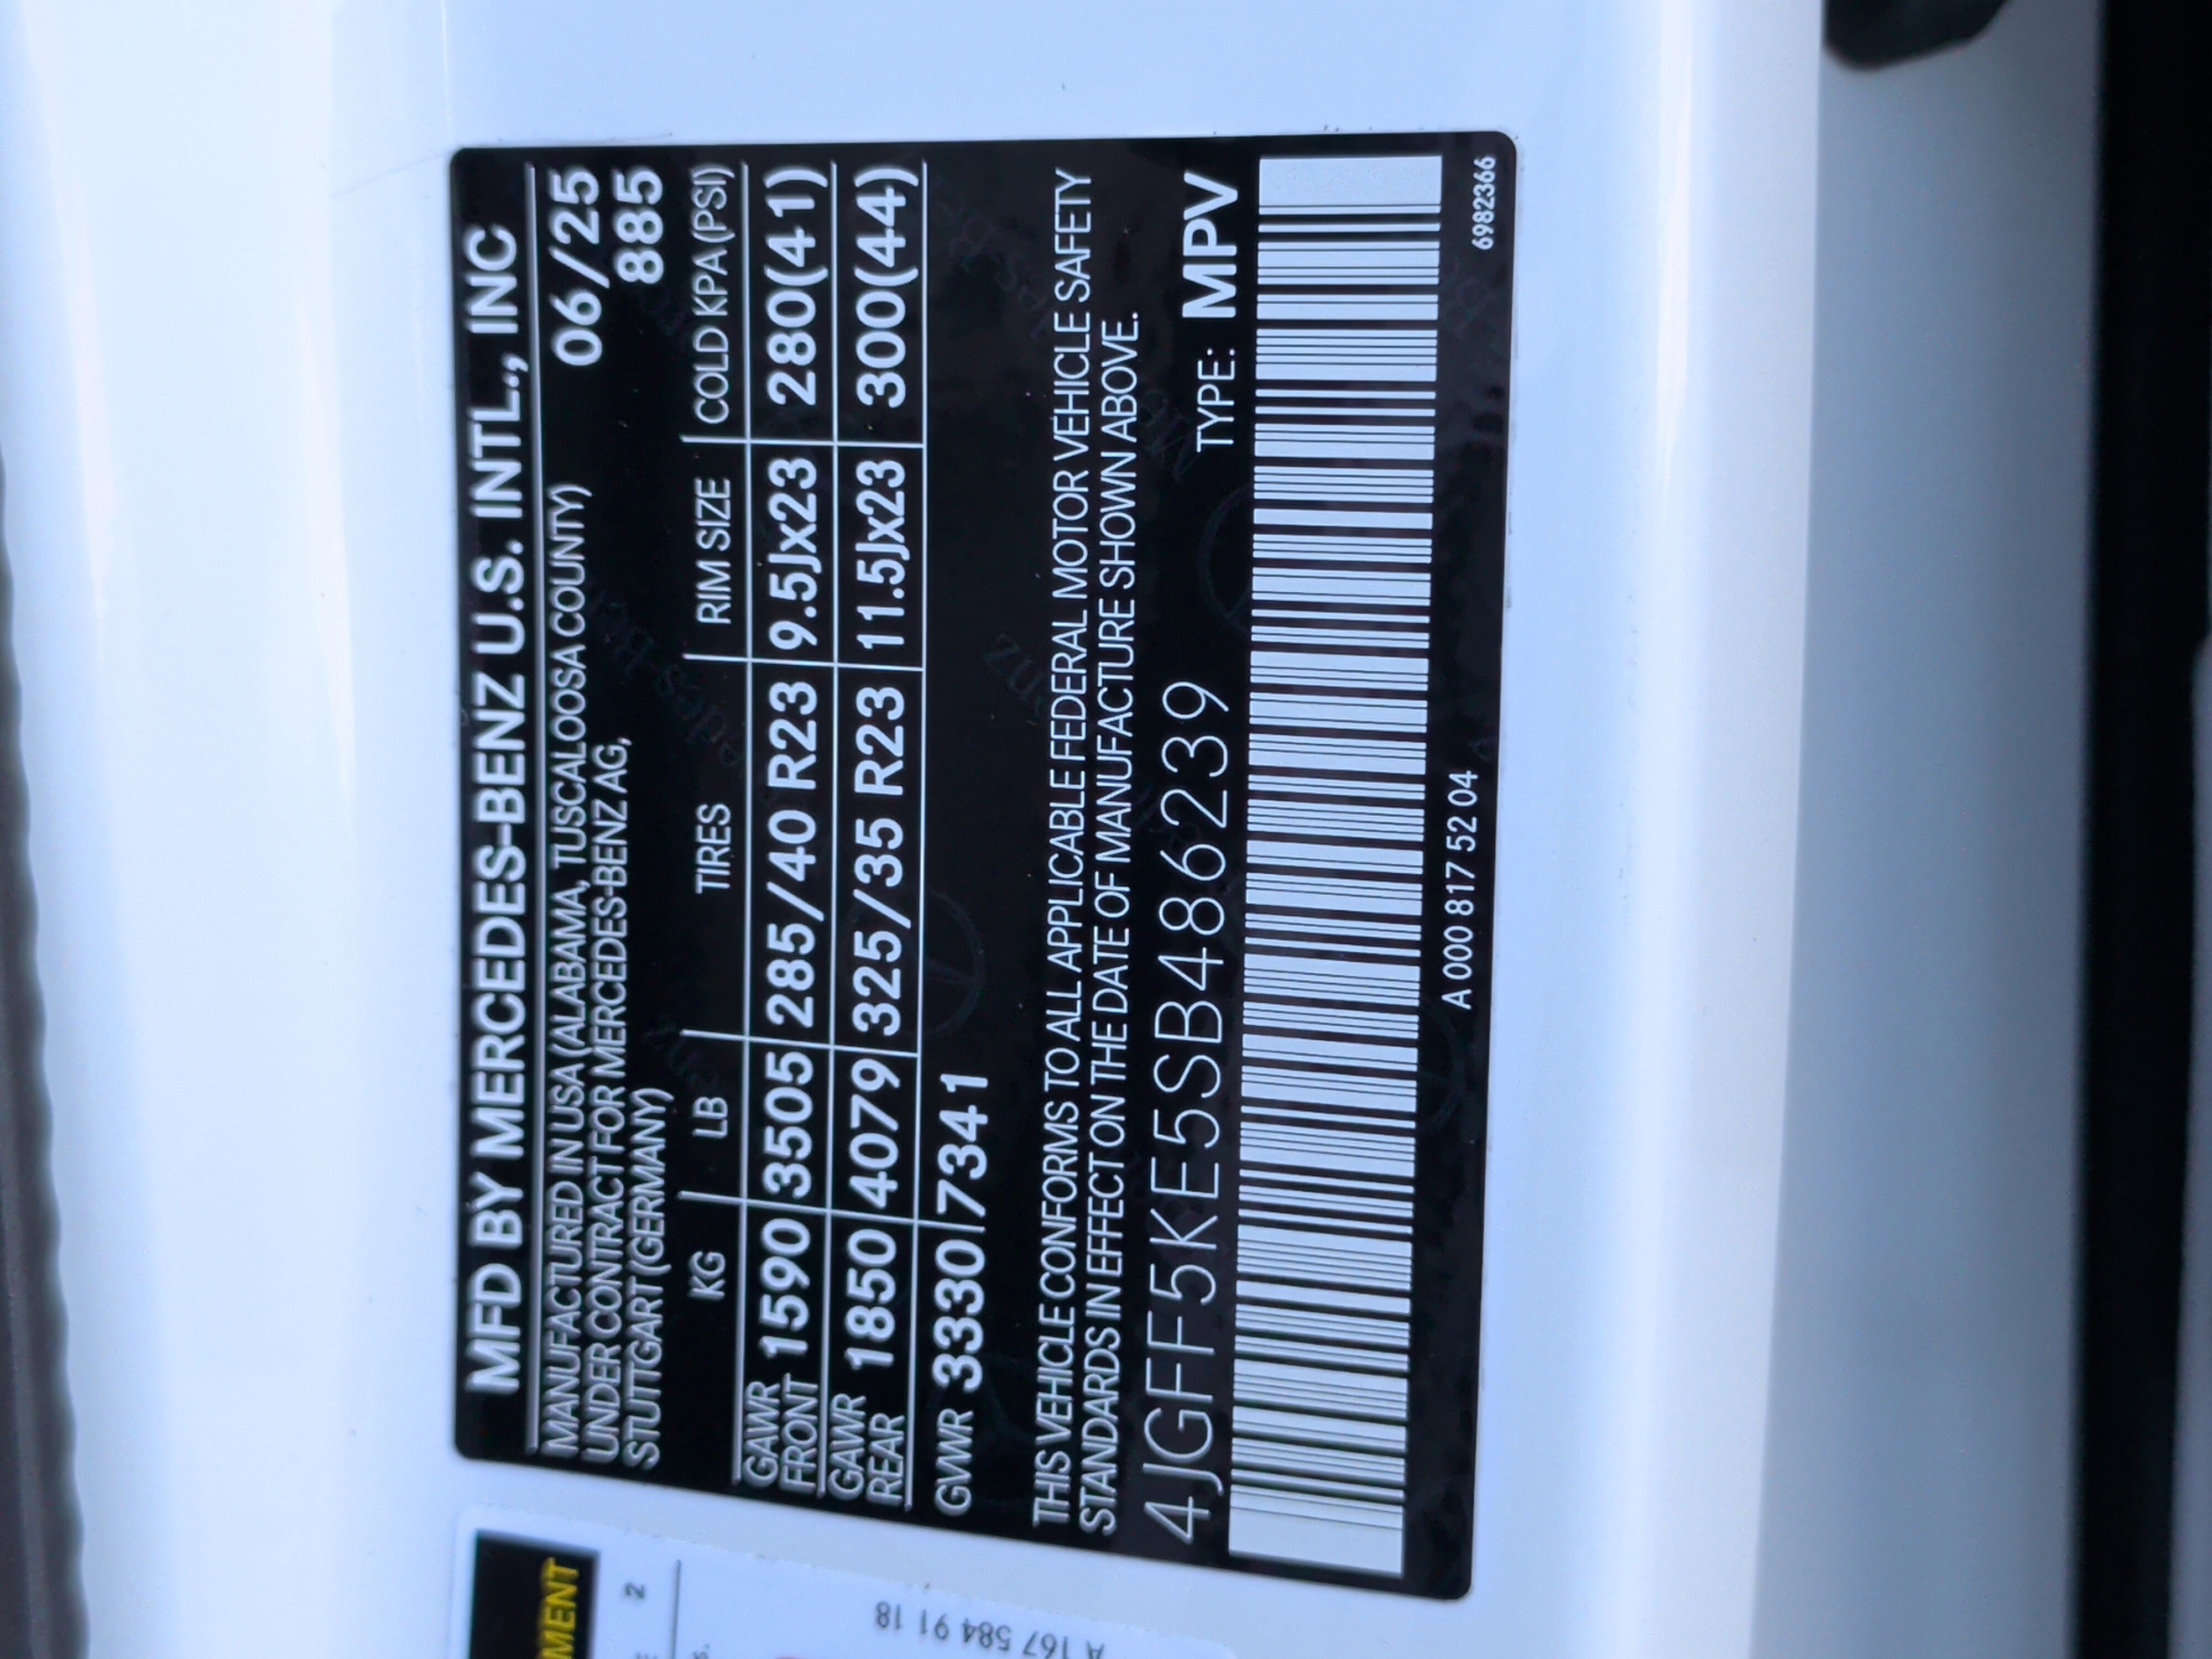 MFD BY MERCEDES-BENZ U.S. INTL., INC
MANUFACTURED IN USA (ALABAMA, TUSCALOOSA COUNTY) 06/25
UNDER CONTRACT FOR MERCEDES-BENZ AG, 885
STUTTGART (GERMANY)
KG LB TIRES RIM SIZE COLD KPA (PSI)
GAWR FRONT 1590 3505 285/40 R23 9.5Jx23 280(41)
GAWR REAR 1850 4079 325/35 R23 11.5Jx23 300(44)
GVWR 3330 7341
THIS VEHICLE CONFORMS TO ALL APPLICABLE FEDERAL MOTOR VEHICLE SAFETY
STANDARDS IN EFFECT ON THE DATE OF MANUFACTURE SHOWN ABOVE.
4JGFF5KE5SB486239 TYPE: MPV
A 000 817 52 04 6982366
2
A 167 584 91 18